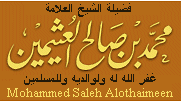 فضيلة الشيخ العلامة
محمد بن صالح العثيمين
غفر الله له ولوالديه وللمسلمين
Mohammed Saleh Alothaimeen